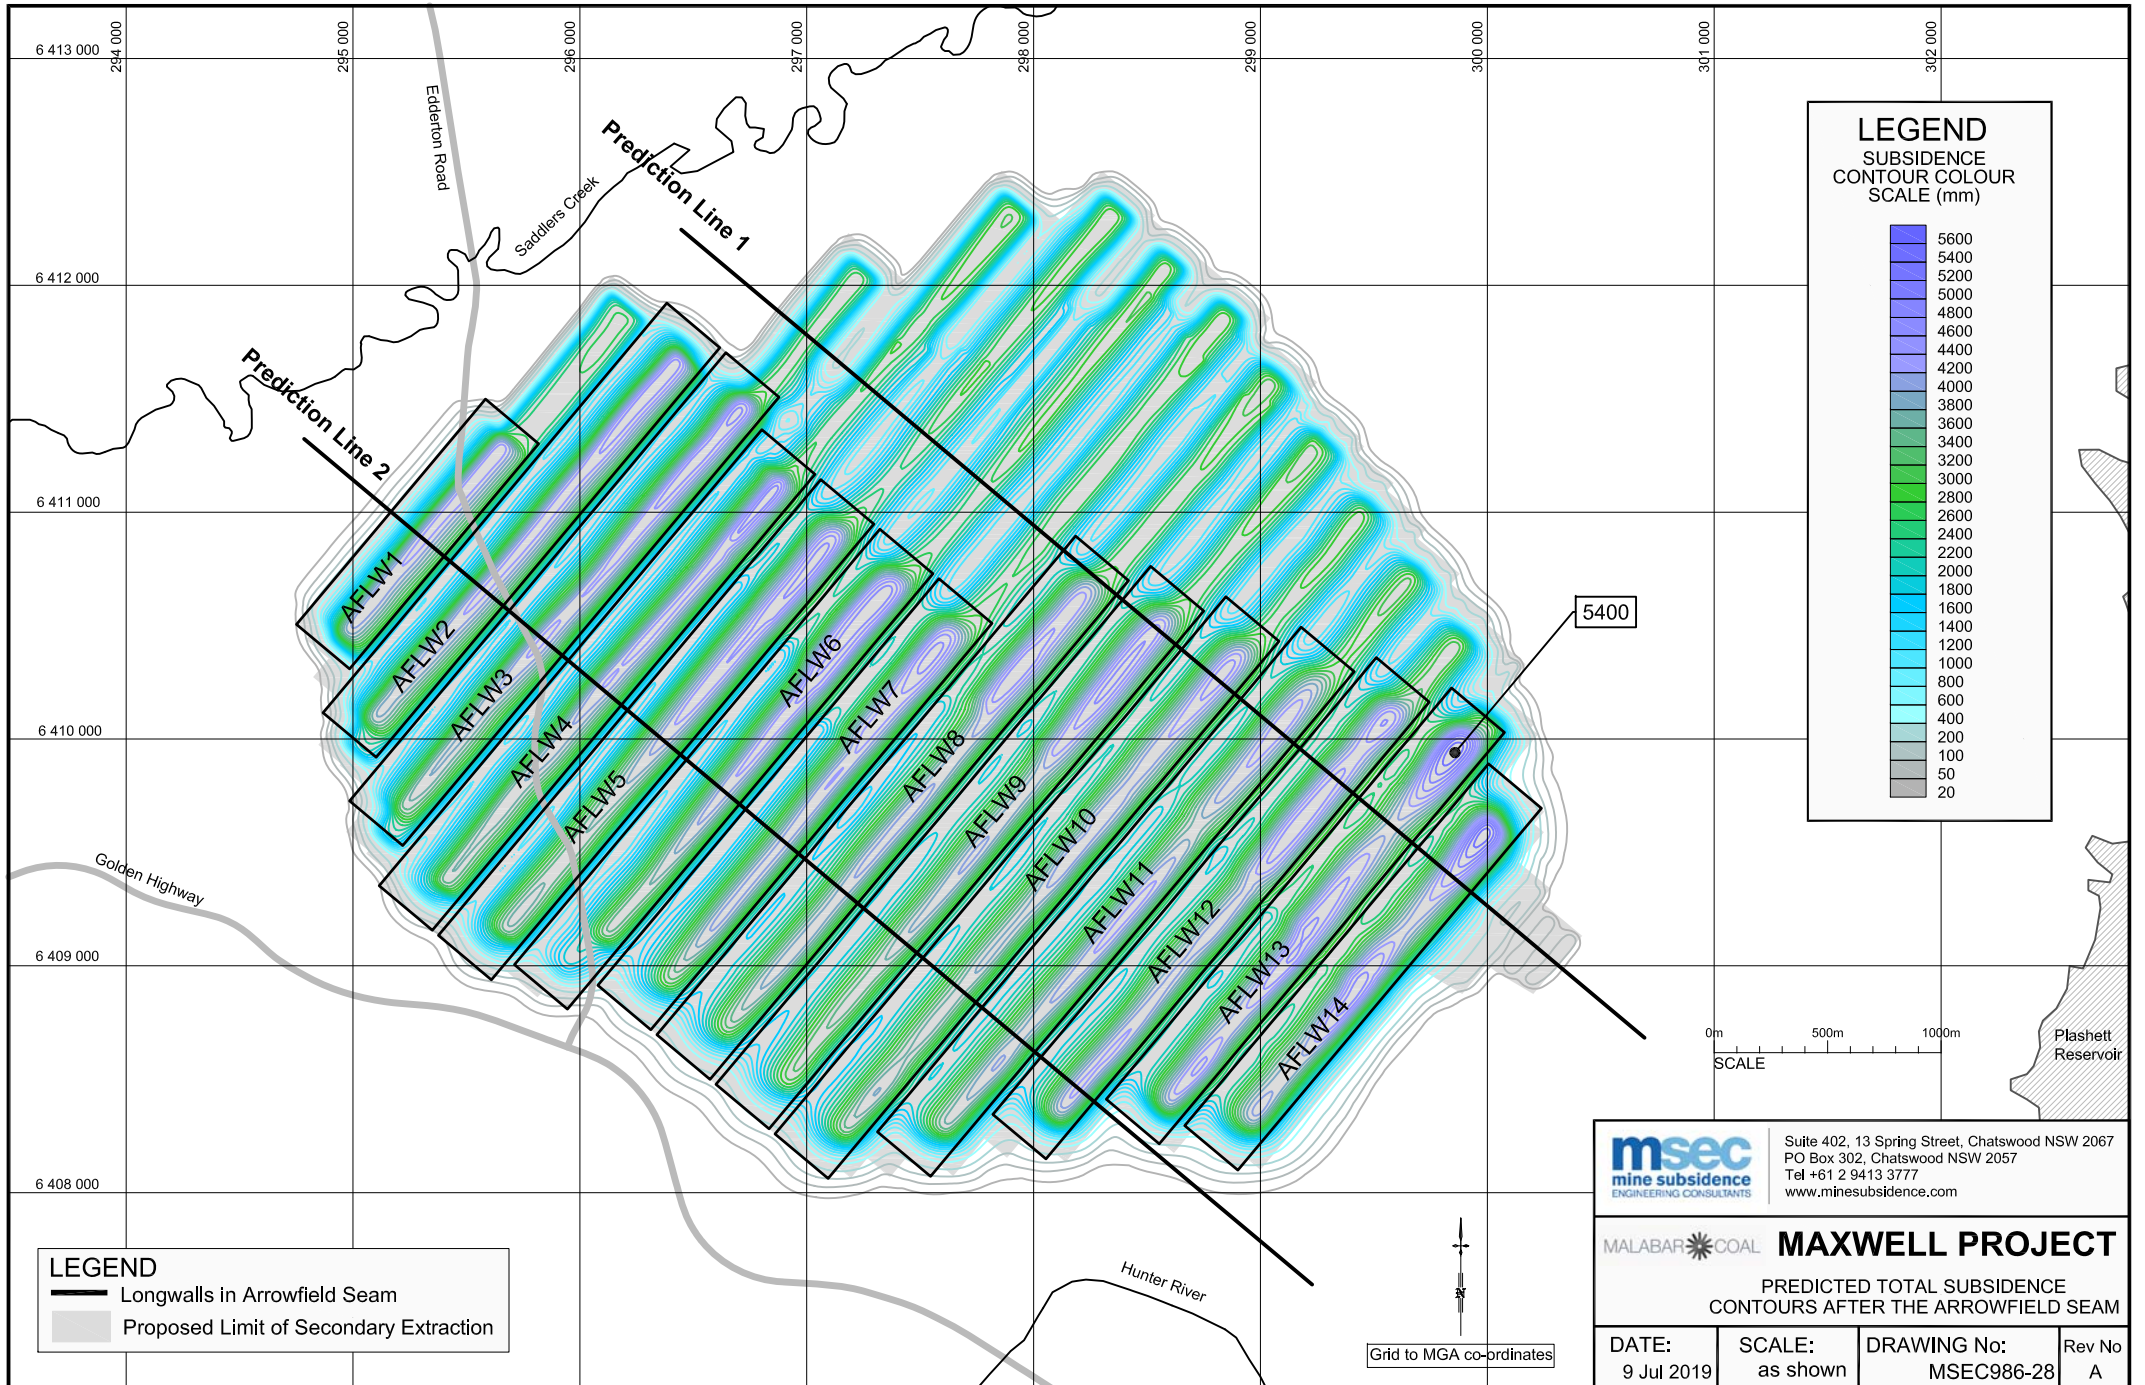 294 000
295 000
296 000
297 000
298 000
299 000
300 000
301 000
302 000
6 413 000
6 412 000
6 411 000
6 410 000
6 409 000
6 408 000
Edderton Road
Saddlers Creek
Prediction Line 1
Prediction Line 2
Golden Highway
Hunter River
Plashett
Reservoir
AFLW1
AFLW2
AFLW3
AFLW4
AFLW5
AFLW6
AFLW7
AFLW8
AFLW9
AFLW10
AFLW11
AFLW12
AFLW13
AFLW14
5400
LEGEND
SUBSIDENCE
CONTOUR COLOUR
SCALE (mm)
5600
5400
5200
5000
4800
4600
4400
4200
4000
3800
3600
3400
3200
3000
2800
2600
2400
2200
2000
1800
1600
1400
1200
1000
800
600
400
200
100
50
20
0m 500m 1000m
SCALE
LEGEND
Longwalls in Arrowfield Seam
Proposed Limit of Secondary Extraction
N
Grid to MGA co-ordinates
msec
mine subsidence
ENGINEERING CONSULTANTS
Suite 402, 13 Spring Street, Chatswood NSW 2067
PO Box 302, Chatswood NSW 2057
Tel +61 2 9413 3777
www.minesubsidence.com
MALABAR COAL
MAXWELL PROJECT
PREDICTED TOTAL SUBSIDENCE
CONTOURS AFTER THE ARROWFIELD SEAM
DATE:
9 Jul 2019
SCALE:
as shown
DRAWING No:
MSEC986-28
Rev No
A